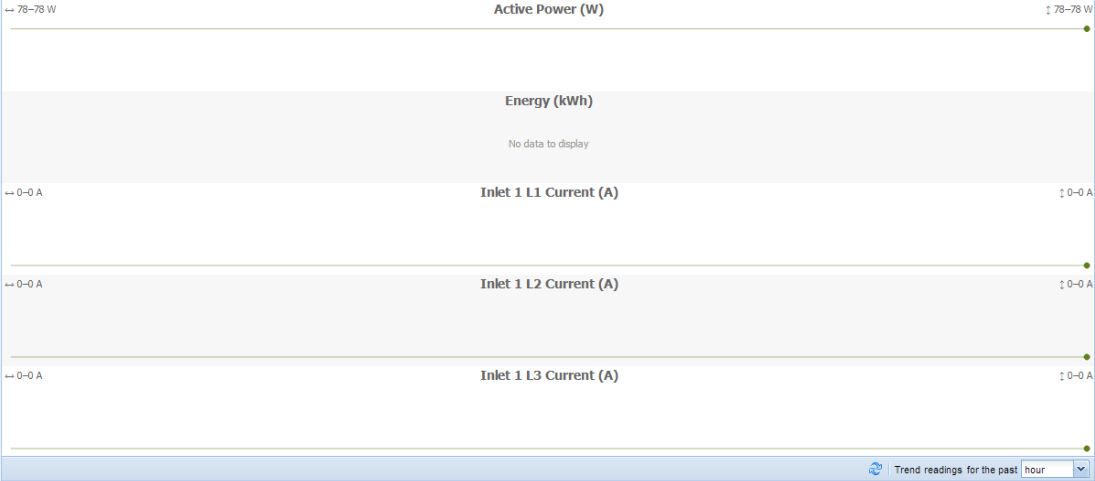 ↔ 78–78 W Active Power (W) ↕ 78–78 W
Energy (kWh)
No data to display
↔ 0–0 A Inlet 1 L1 Current (A) ↕ 0–0 A
↔ 0–0 A Inlet 1 L2 Current (A) ↕ 0–0 A
↔ 0–0 A Inlet 1 L3 Current (A) ↕ 0–0 A
Trend readings for the past hour